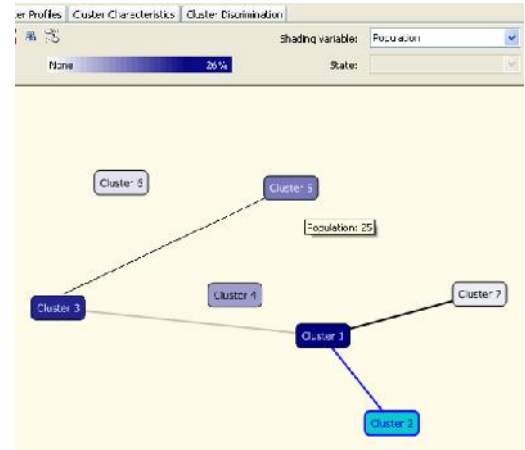 er Profiles Cluster Characteristics Cluster Discrimination
Shading variable: Population
None 26% State:
Cluster 6
Cluster 5
Population: 25
Cluster 4
Cluster 7
Cluster 3
Cluster 1
Cluster 2